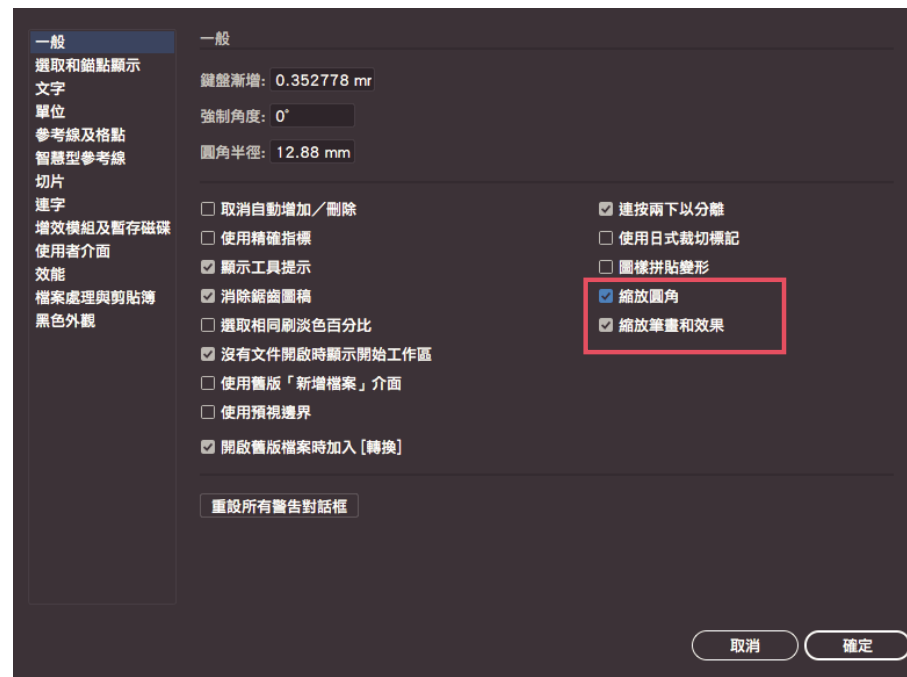 一般
選取和錨點顯示
文字
單位
參考線及格點
智慧型參考線
切片
連字
增效模組及暫存磁碟
使用者介面
效能
檔案處理與剪貼簿
黑色外觀
一般
鍵盤漸增: 0.352778 mr
強制角度: 0°
圓角半徑: 12.88 mm
取消自動增加／刪除
使用精確指標
顯示工具提示
消除鋸齒圖稿
選取相同刷淡色百分比
沒有文件開啟時顯示開始工作區
使用舊版「新增檔案」介面
使用預視邊界
開啟舊版檔案時加入 [轉換]
連按兩下以分離
使用日式裁切標記
圖樣拼貼變形
縮放圓角
縮放筆畫和效果
重設所有警告對話框
取消
確定